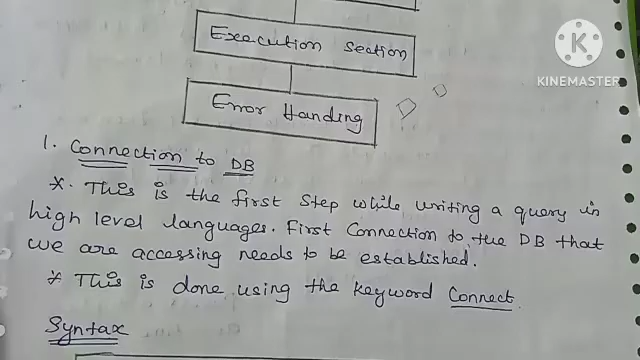 Execution Section
KINEMASTER
Error Handing
1. Connection to DB
*. This is the first step while writing a query in
high level languages. First Connection to the DB that
we are accessing needs to be established.
* This is done using the keyword Connect.
Syntax